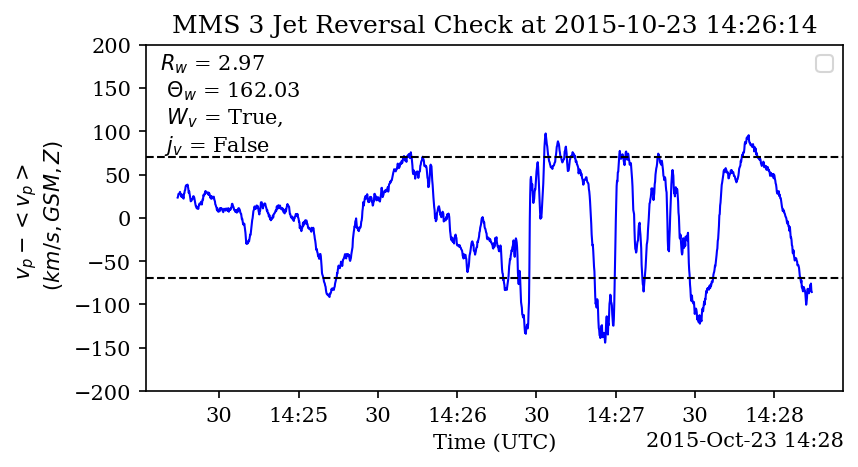 MMS 3 Jet Reversal Check at 2015-10-23 14:26:14
200
150
100
50
0
−50
−100
−150
−200
v_p − < v_p >
(km/s, GSM, Z)
R_w = 2.97
Θ_w = 162.03
W_v = True,
j_v = False
30 14:25 30 14:26 30 14:27 30 14:28
Time (UTC)
2015-Oct-23 14:28